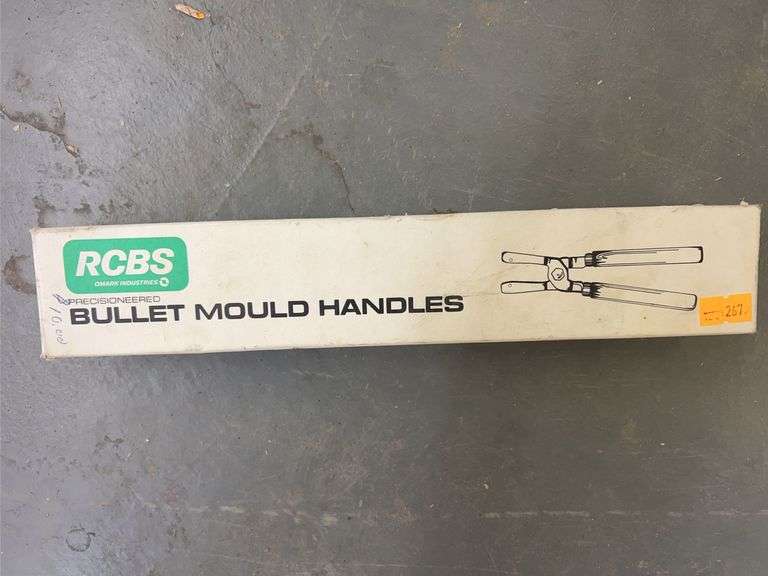 RCBS
OMARK INDUSTRIES
PRECISIONEERED
BULLET MOULD HANDLES
267